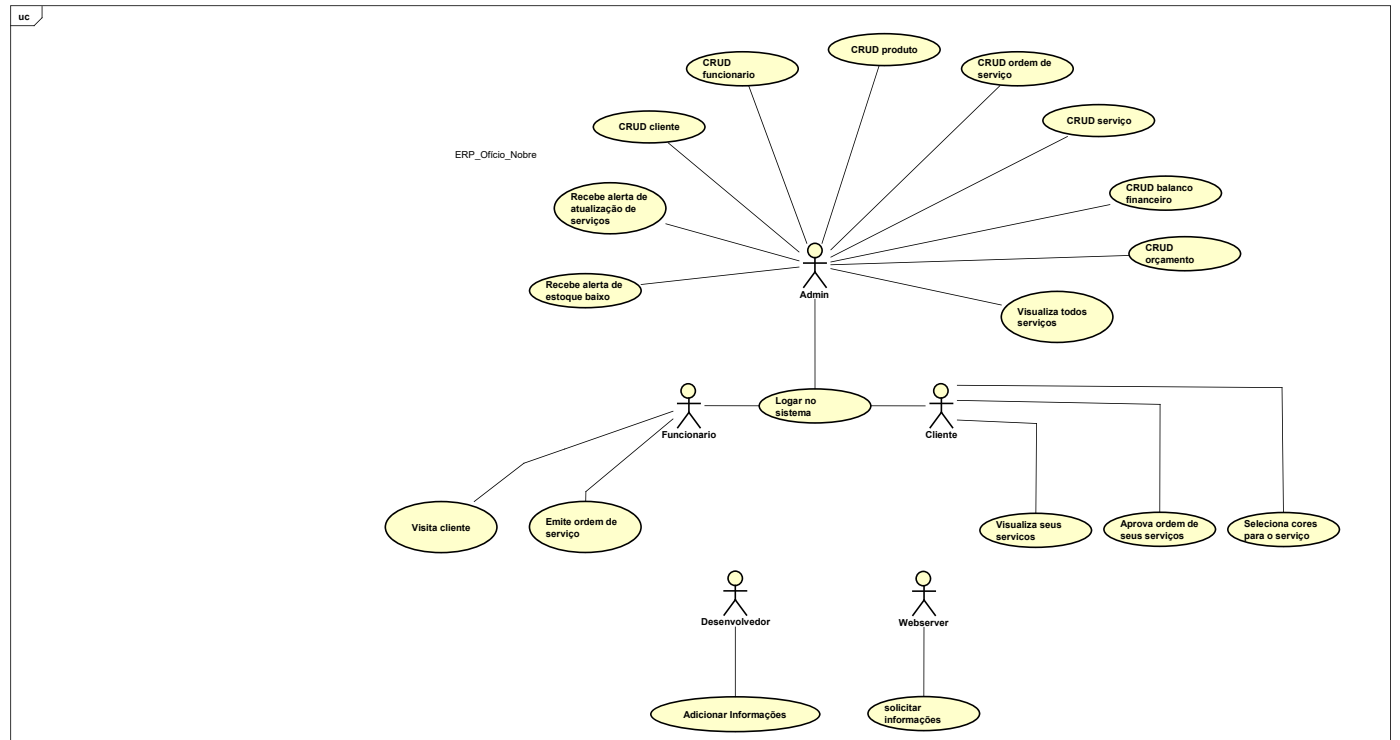 uc
CRUD produto
CRUD
funcionario
CRUD ordem de
serviço
CRUD cliente
CRUD serviço
ERP_Ofício_Nobre
Recebe alerta de
atualização de
serviços
CRUD balanco
financeiro
CRUD
orçamento
Recebe alerta de
estoque baixo
Admin
Visualiza todos
serviços
Logar no
sistema
Funcionario
Cliente
Visita cliente
Emite ordem de
serviço
Visualiza seus
servicos
Aprova ordem de
seus serviços
Seleciona cores
para o serviço
Desenvolvedor
Webserver
Adicionar Informações
solicitar
informações